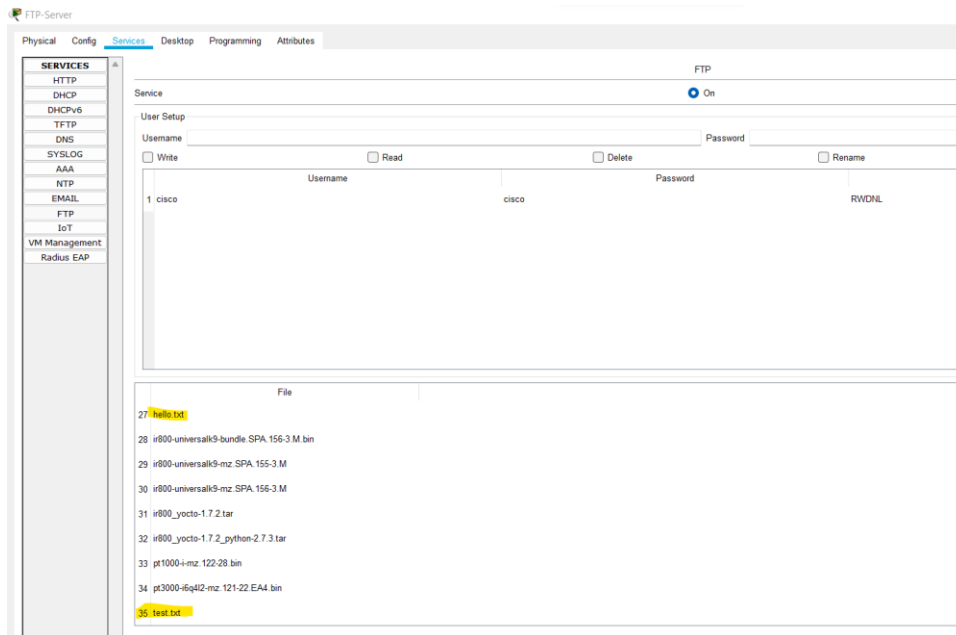 FTP-Server
Physical Config Services Desktop Programming Attributes
SERVICES
HTTP
DHCP
DHCPv6
TFTP
DNS
SYSLOG
AAA
NTP
EMAIL
FTP
IoT
VM Management
Radius EAP
FTP
Service On
User Setup
Username Password
Write Read Delete Rename
Username Password
1 cisco cisco RWDNL
File
27 hello.txt
28 ir800-universalk9-bundle.SPA.156-3.M.bin
29 ir800-universalk9-mz.SPA.155-3.M
30 ir800-universalk9-mz.SPA.156-3.M
31 ir800_yocto-1.7.2.tar
32 ir800_yocto-1.7.2_python-2.7.3.tar
33 pt1000-i-mz.122-28.bin
34 pt3000-i6q4l2-mz.121-22.EA4.bin
35 test.txt